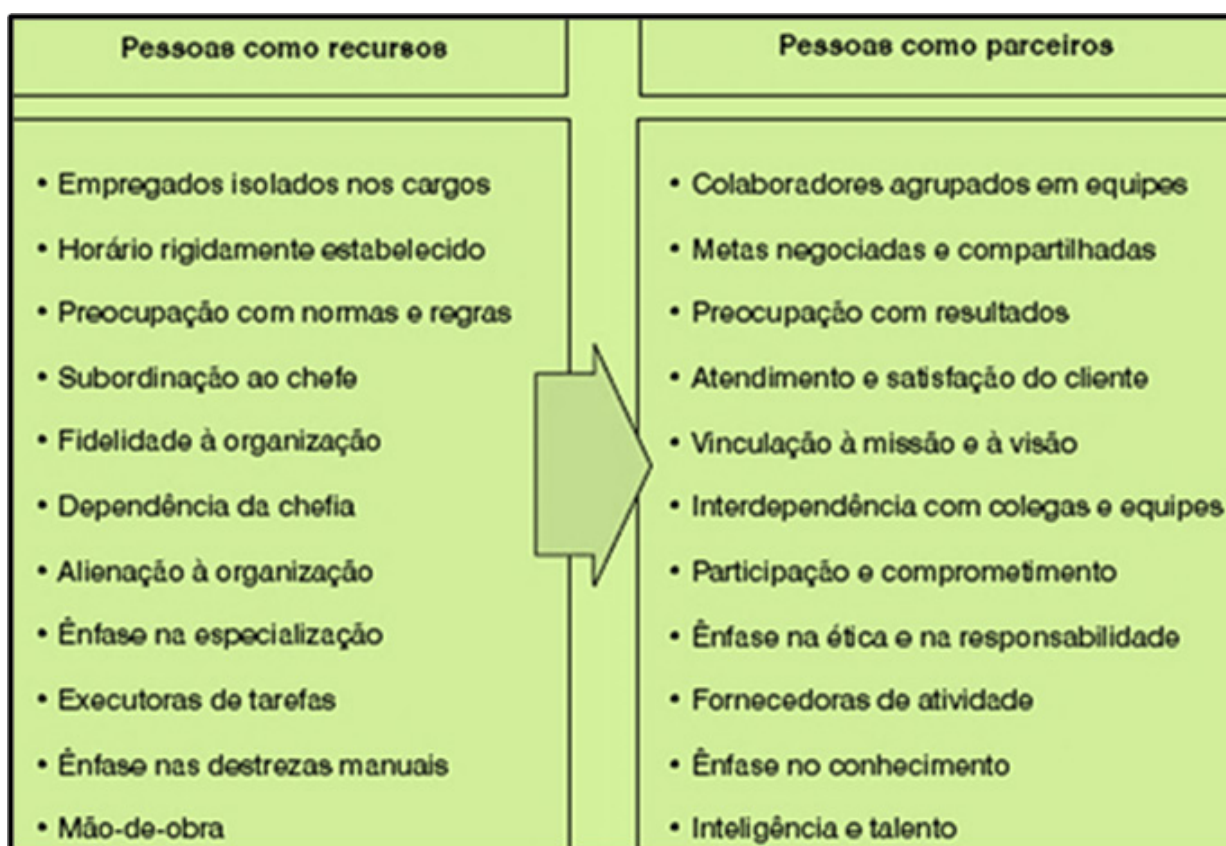 Pessoas como recursos
Pessoas como parceiros
• Empregados isolados nos cargos
• Horário rigidamente estabelecido
• Preocupação com normas e regras
• Subordinação ao chefe
• Fidelidade à organização
• Dependência da chefia
• Alienação à organização
• Ênfase na especialização
• Executoras de tarefas
• Ênfase nas destrezas manuais
• Mão-de-obra
• Colaboradores agrupados em equipes
• Metas negociadas e compartilhadas
• Preocupação com resultados
• Atendimento e satisfação do cliente
• Vinculação à missão e à visão
• Interdependência com colegas e equipes
• Participação e comprometimento
• Ênfase na ética e na responsabilidade
• Fornecedoras de atividade
• Ênfase no conhecimento
• Inteligência e talento